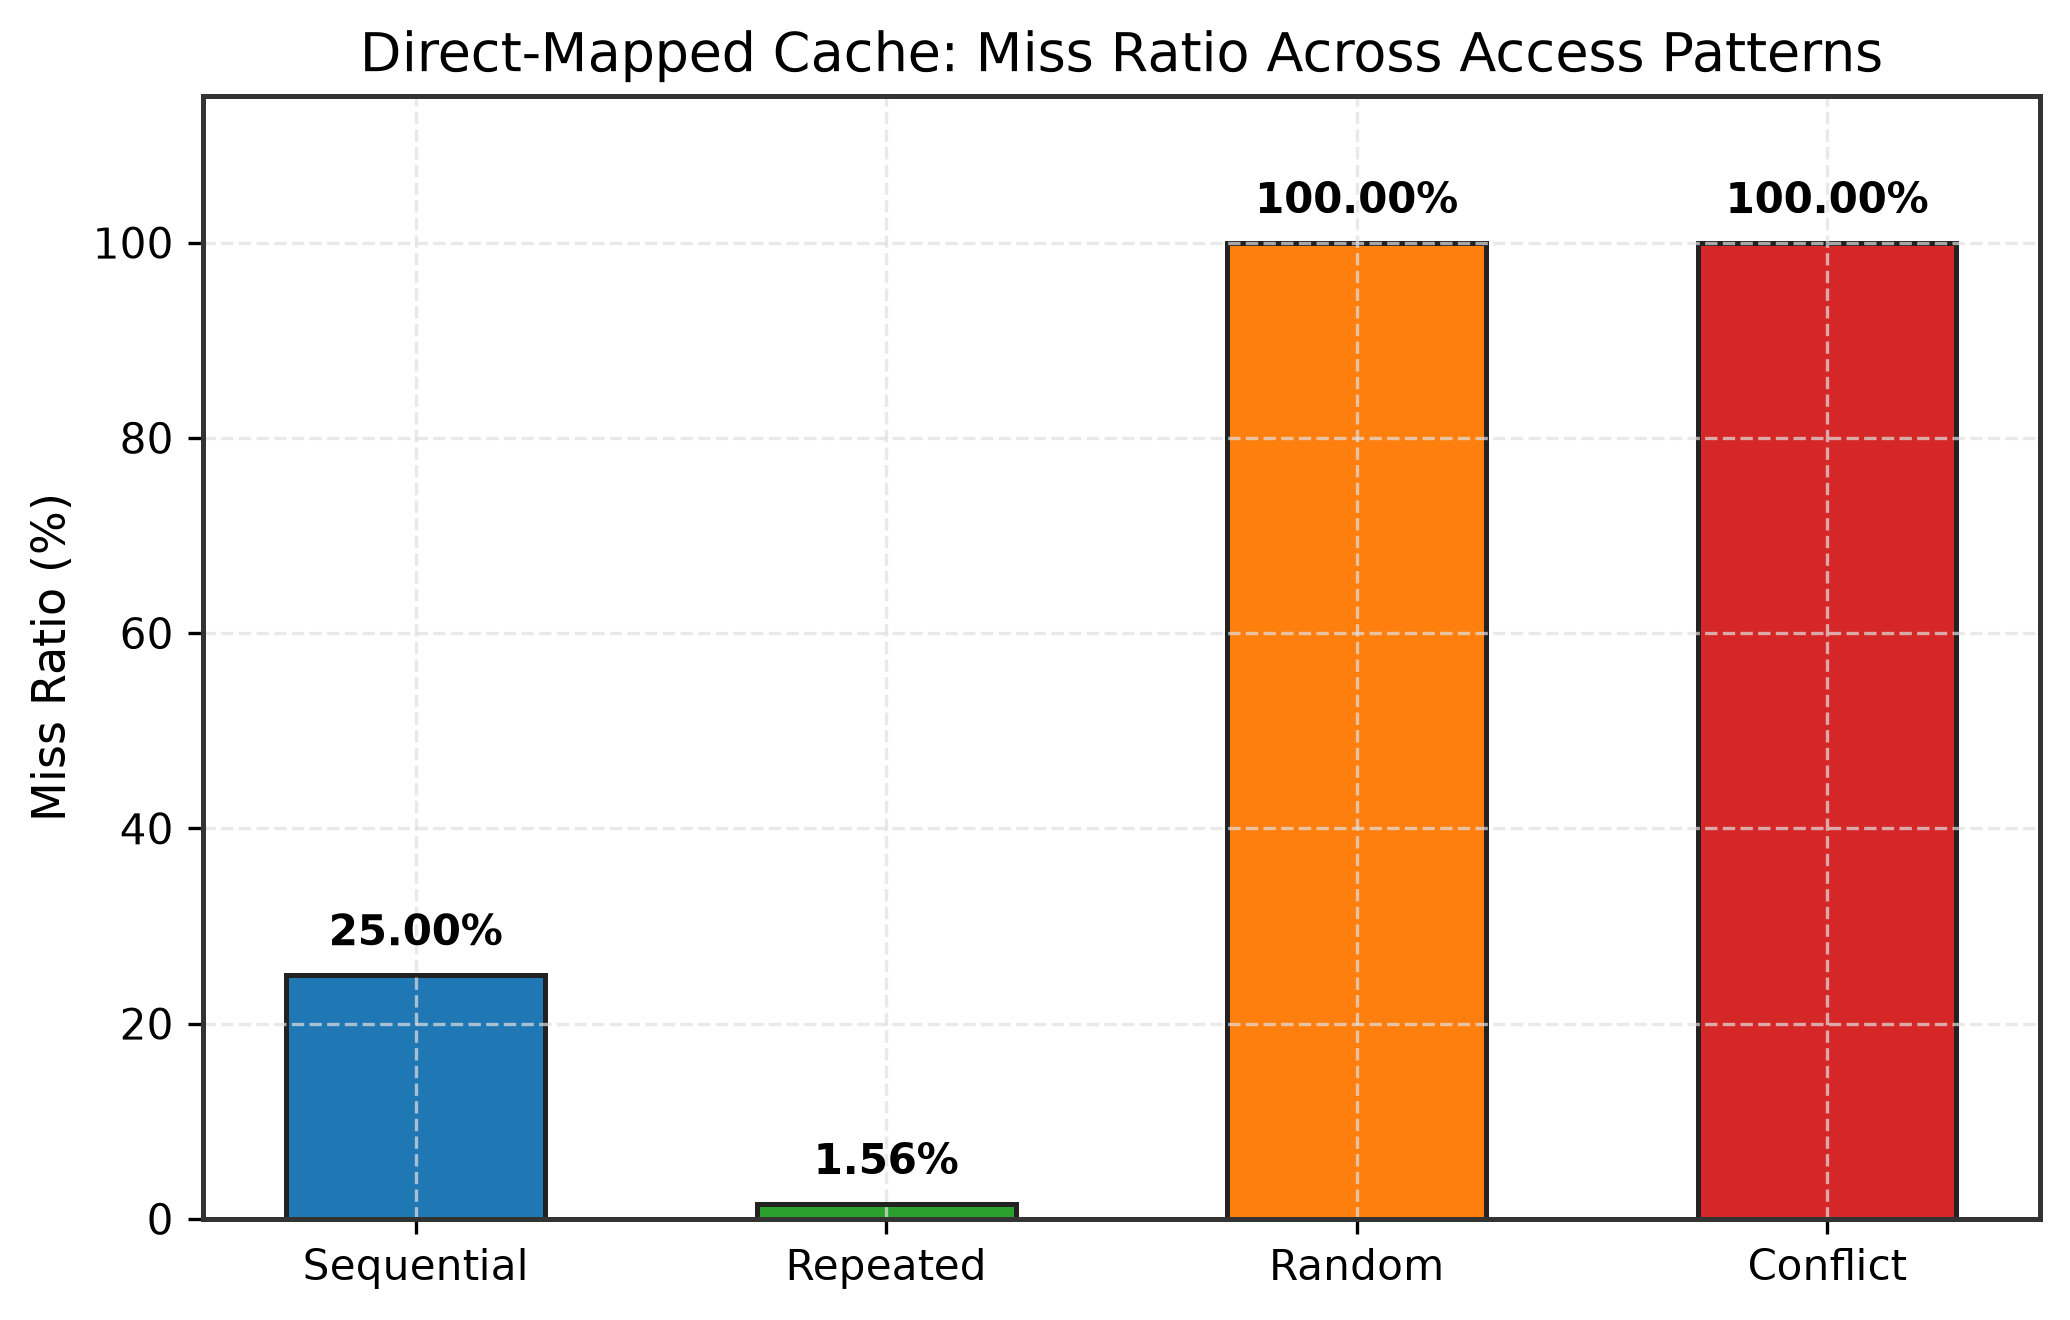 Direct-Mapped Cache: Miss Ratio Across Access Patterns
Miss Ratio (%)
100
80
60
40
20
0
25.00%
1.56%
100.00%
100.00%
Sequential
Repeated
Random
Conflict